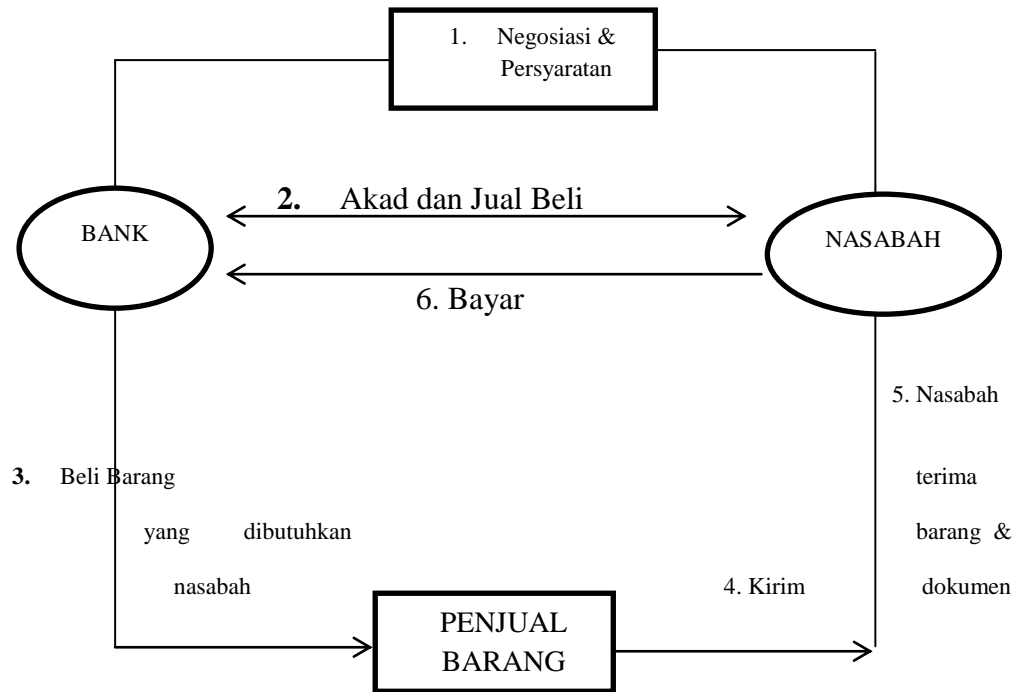 1. Negosiasi &
Persyaratan
2. Akad dan Jual Beli
BANK
NASABAH
6. Bayar
5. Nasabah
3. Beli Barang
terima
yang dibutuhkan
barang &
nasabah
4. Kirim
dokumen
PENJUAL
BARANG